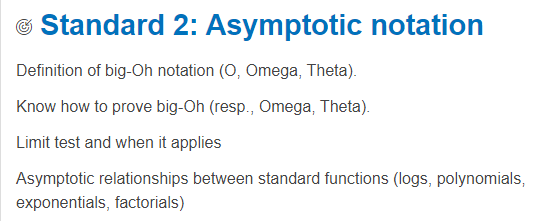 Standard 2: Asymptotic notation
Definition of big-Oh notation (O, Omega, Theta).
Know how to prove big-Oh (resp., Omega, Theta).
Limit test and when it applies
Asymptotic relationships between standard functions (logs, polynomials,
exponentials, factorials)